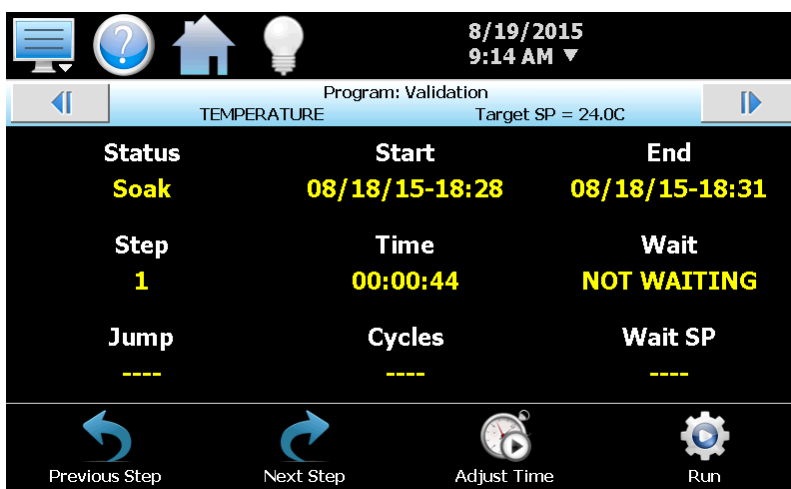 8/19/2015
9:14 AM ▼
Program: Validation
TEMPERATURE Target SP = 24.0C
Status Start End
Soak 08/18/15-18:28 08/18/15-18:31
Step Time Wait
1 00:00:44 NOT WAITING
Jump Cycles Wait SP
---- ---- ----
Previous Step Next Step Adjust Time Run